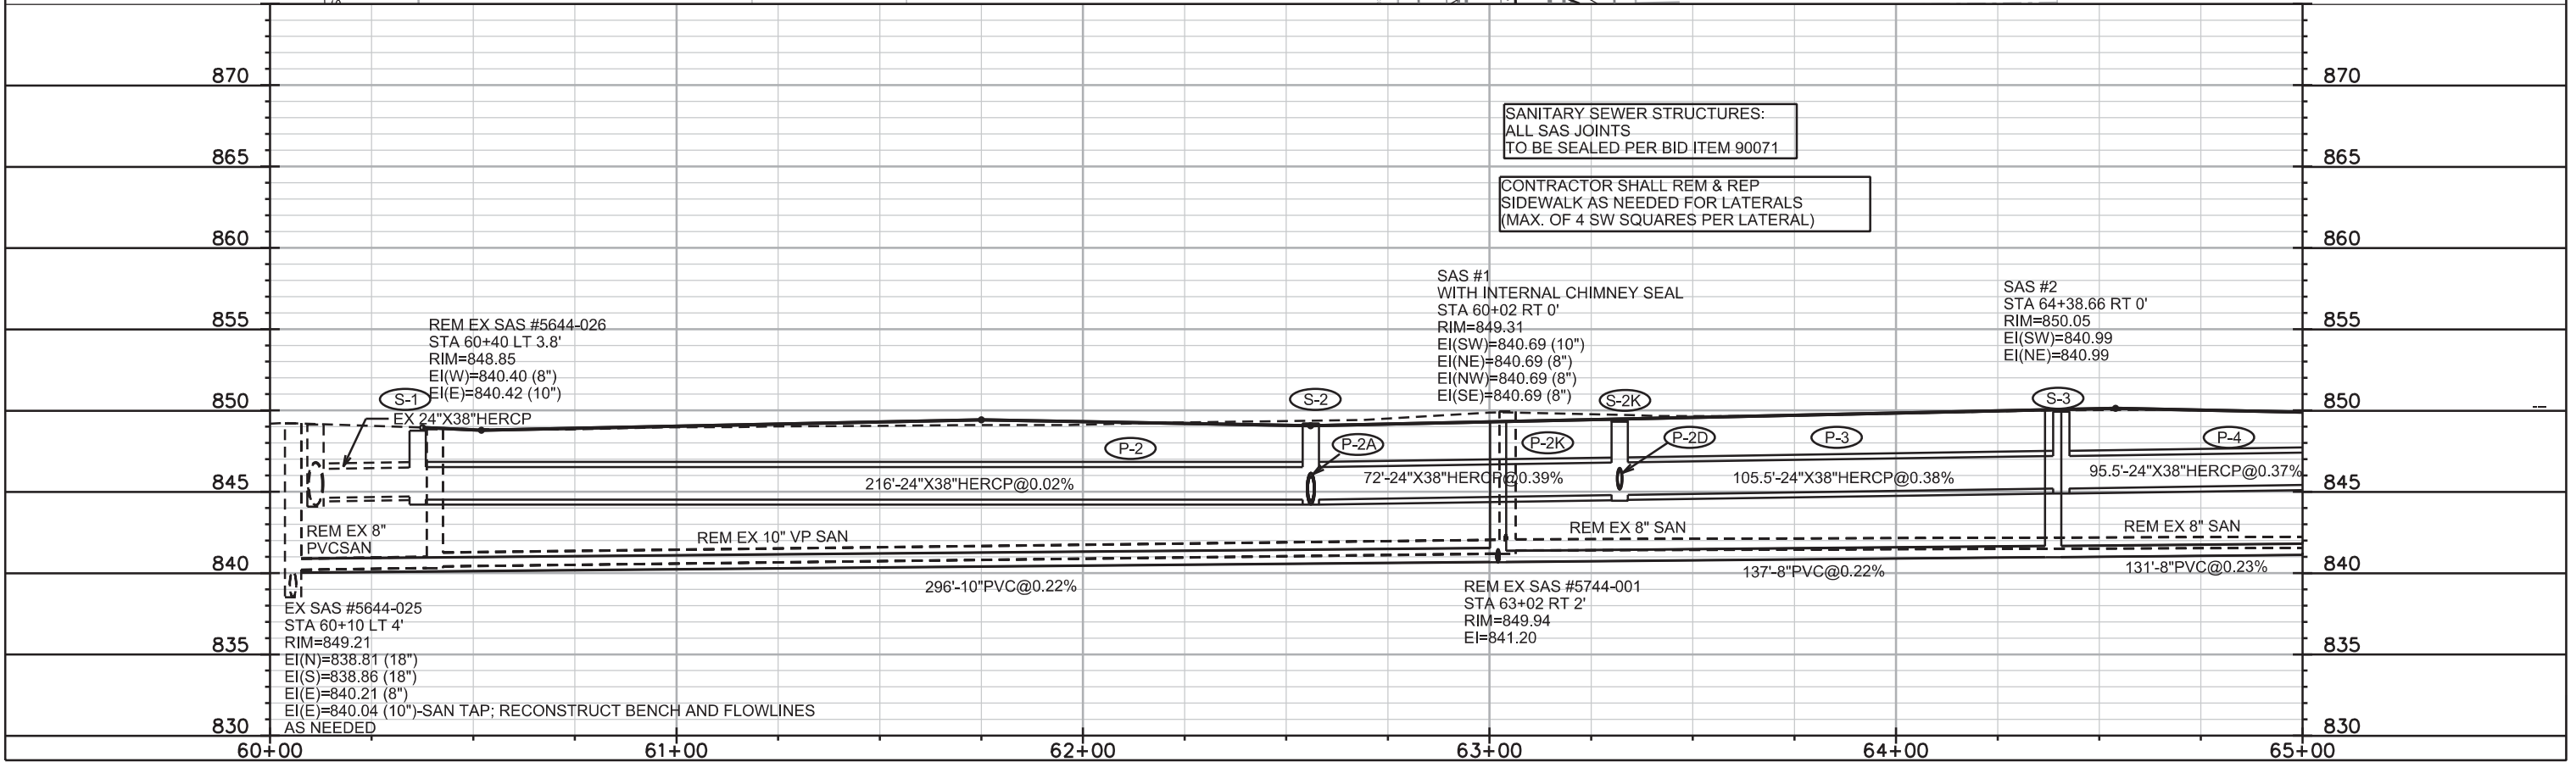 870
865
860
855
850
845
840
835
830
870
865
860
855
850
845
840
835
830
60+00
61+00
62+00
63+00
64+00
65+00
SANITARY SEWER STRUCTURES:
ALL SAS JOINTS
TO BE SEALED PER BID ITEM 90071
CONTRACTOR SHALL REM & REP
SIDEWALK AS NEEDED FOR LATERALS
(MAX. OF 4 SW SQUARES PER LATERAL)
REM EX SAS #5644-026
STA 60+40 LT 3.8'
RIM=848.85
EI(W)=840.40 (8")
EI(E)=840.42 (10")
SAS #1
WITH INTERNAL CHIMNEY SEAL
STA 60+02 RT 0'
RIM=849.31
EI(SW)=840.69 (10")
EI(NE)=840.69 (8")
EI(NW)=840.69 (8")
EI(SE)=840.69 (8")
SAS #2
STA 64+38.66 RT 0'
RIM=850.05
EI(SW)=840.99
EI(NE)=840.99
S-1
EX 24"X38"HERCP
S-2
S-2K
S-3
P-2
P-2A
P-2K
P-2D
P-3
P-4
216'-24"X38"HERCP@0.02%
72'-24"X38"HERCP@0.39%
105.5'-24"X38"HERCP@0.38%
95.5'-24"X38"HERCP@0.37%
REM EX 8"
PVCSAN
REM EX 10" VP SAN
REM EX 8" SAN
REM EX 8" SAN
296'-10"PVC@0.22%
137'-8"PVC@0.22%
131'-8"PVC@0.23%
EX SAS #5644-025
STA 60+10 LT 4'
RIM=849.21
EI(N)=838.81 (18")
EI(S)=838.86 (18")
EI(E)=840.21 (8")
EI(E)=840.04 (10")-SAN TAP; RECONSTRUCT BENCH AND FLOWLINES
AS NEEDED
REM EX SAS #5744-001
STA 63+02 RT 2'
RIM=849.94
EI=841.20